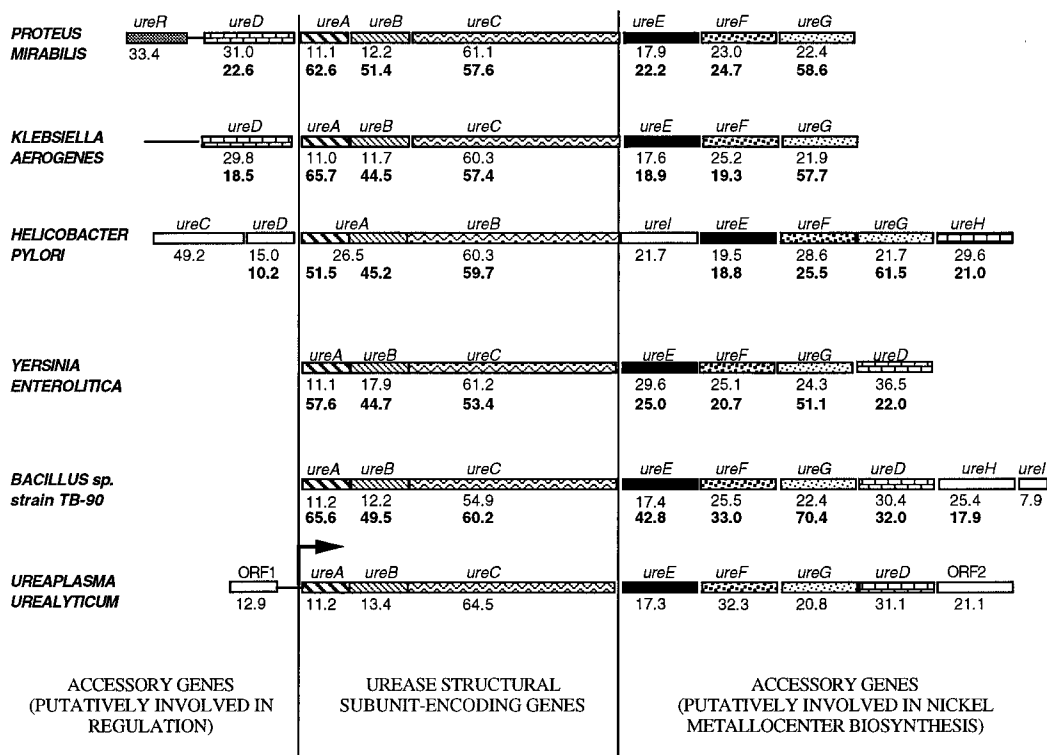 ureR ureD ureA ureB ureC ureE ureF ureG
PROTEUS
MIRABILIS
33.4 31.0 11.1 12.2 61.1 17.9 23.0 22.4
22.6 62.6 51.4 57.6 22.2 24.7 58.6
ureD ureA ureB ureC ureE ureF ureG
KLEBSIELLA
AEROGENES
29.8 11.0 11.7 60.3 17.6 25.2 21.9
18.5 65.7 44.5 57.4 18.9 19.3 57.7
ureC ureD ureA ureB ureI ureE ureF ureG ureH
HELICOBACTER
PYLORI
49.2 15.0 26.5 60.3 21.7 19.5 28.6 21.7 29.6
10.2 51.5 45.2 59.7 18.8 25.5 61.5 21.0
ureA ureB ureC ureE ureF ureG ureD
YERSINIA
ENTEROLITICA
11.1 17.9 61.2 29.6 25.1 24.3 36.5
57.6 44.7 53.4 25.0 20.7 51.1 22.0
ureA ureB ureC ureE ureF ureG ureD ureH ureI
BACILLUS sp.
strain TB-90
11.2 12.2 54.9 17.4 25.5 22.4 30.4 25.4 7.9
65.6 49.5 60.2 42.8 33.0 70.4 32.0 17.9
ORF1 ureA ureB ureC ureE ureF ureG ureD ORF2
UREAPLASMA
UREALYTICUM
12.9 11.2 13.4 64.5 17.3 32.3 20.8 31.1 21.1
ACCESSORY GENES
(PUTATIVELY INVOLVED IN
REGULATION)
UREASE STRUCTURAL
SUBUNIT-ENCODING GENES
ACCESSORY GENES
(PUTATIVELY INVOLVED IN NICKEL
METALLOCENTER BIOSYNTHESIS)